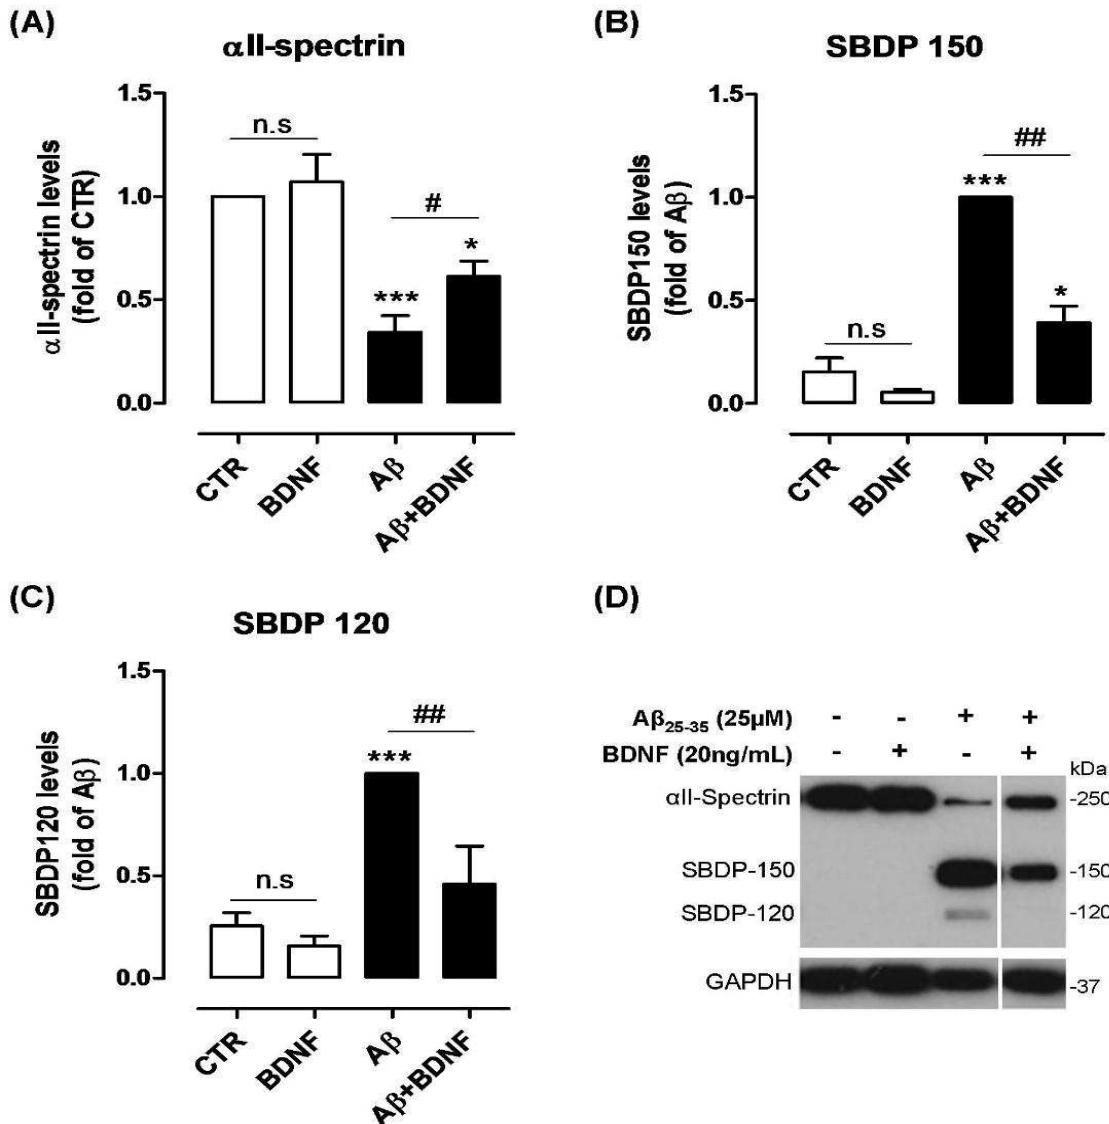 (A)
αII-spectrin
αII-spectrin levels
(fold of CTR)
1.5
1.0
0.5
0.0
n.s
#
***
*
CTR
BDNF
Aβ
Aβ+BDNF
(B)
SBDP 150
SBDP150 levels
(fold of Aβ)
1.5
1.0
0.5
0.0
n.s
##
***
*
CTR
BDNF
Aβ
Aβ+BDNF
(C)
SBDP 120
SBDP120 levels
(fold of Aβ)
1.5
1.0
0.5
0.0
n.s
##
***
CTR
BDNF
Aβ
Aβ+BDNF
(D)
Aβ25-35 (25µM) - - + +
BDNF (20ng/mL) - + - +
kDa
αII-Spectrin -250
SBDP-150 -150
SBDP-120 -120
GAPDH -37